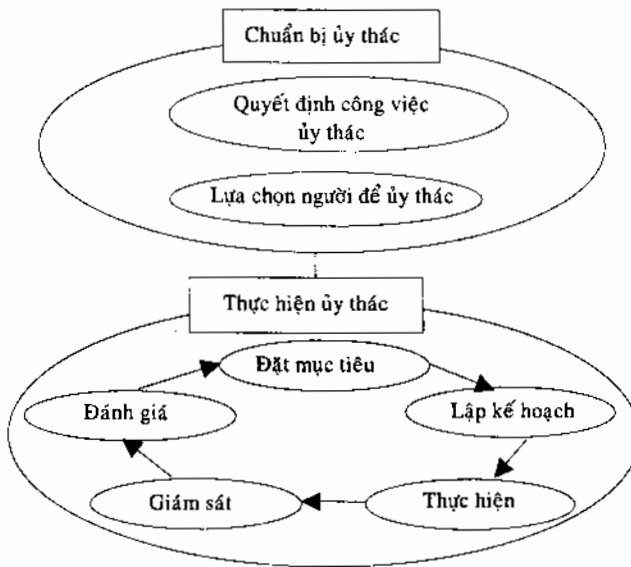 Chuẩn bị ủy thác
Quyết định công việc
ủy thác
Lựa chọn người để ủy thác
Thực hiện ủy thác
Đặt mục tiêu
Đánh giá
Lập kế hoạch
Giám sát
Thực hiện